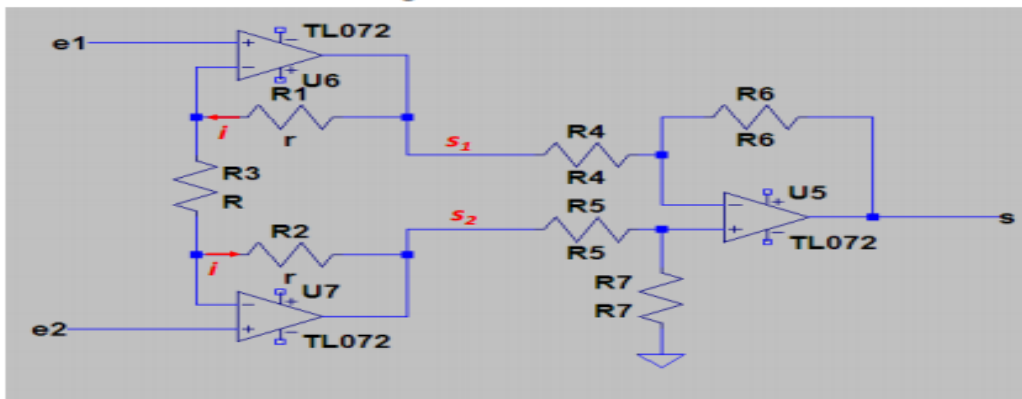 TL072
e1
+
−
−
+
U6
R1
i
r
R3
R
s1
R4
R4
R6
R6
−
+
+
−
U5
TL072
s
s2
R5
R5
R7
R7
R2
i
r
U7
−
+
+
−
e2
TL072